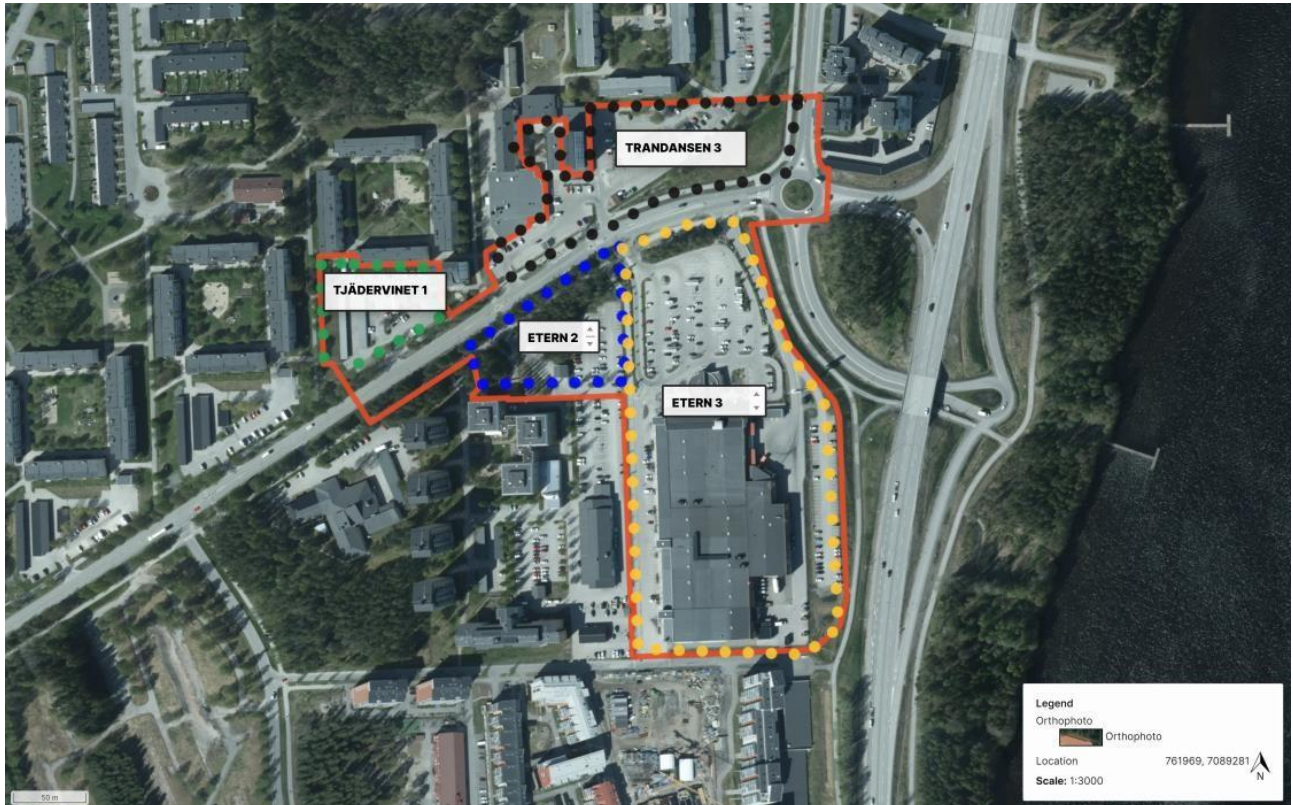 TRANDANSEN 3
TJÄDERVINET 1
ETERN 2
ETERN 3
Legend
Orthophoto
Orthophoto
Location 761969, 7089281
N
Scale: 1:3000
50 m